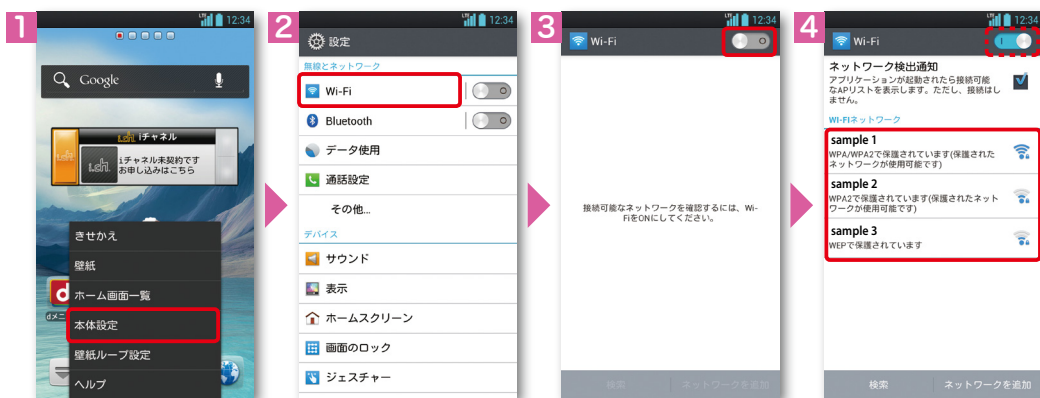 1
LTE 12:34
Google
i.ch. iチャネル
i.ch.
i.ch. iチャネル未契約です
お申し込みはこちら
きせかえ
壁紙
ホーム画面一覧
d
dメニ
本体設定
壁紙ループ設定
ヘルプ
2
LTE 12:34
設定
無線とネットワーク
Wi-Fi
Bluetooth
データ使用
通話設定
その他...
デバイス
サウンド
表示
ホームスクリーン
画面のロック
ジェスチャー
3
LTE 12:34
Wi-Fi
接続可能なネットワークを確認するには、Wi-
FiをONにしてください。
検索 ネットワークを追加
4
LTE 12:34
Wi-Fi
ネットワーク検出通知
アプリケーションが起動されたら接続可能
なAPリストを表示します。ただし、接続はし
ません。
WI-FIネットワーク
sample 1
WPA/WPA2で保護されています(保護された
ネットワークが使用可能です)
sample 2
WPA2で保護されています(保護されたネット
ワークが使用可能です)
sample 3
WEPで保護されています
検索 ネットワークを追加